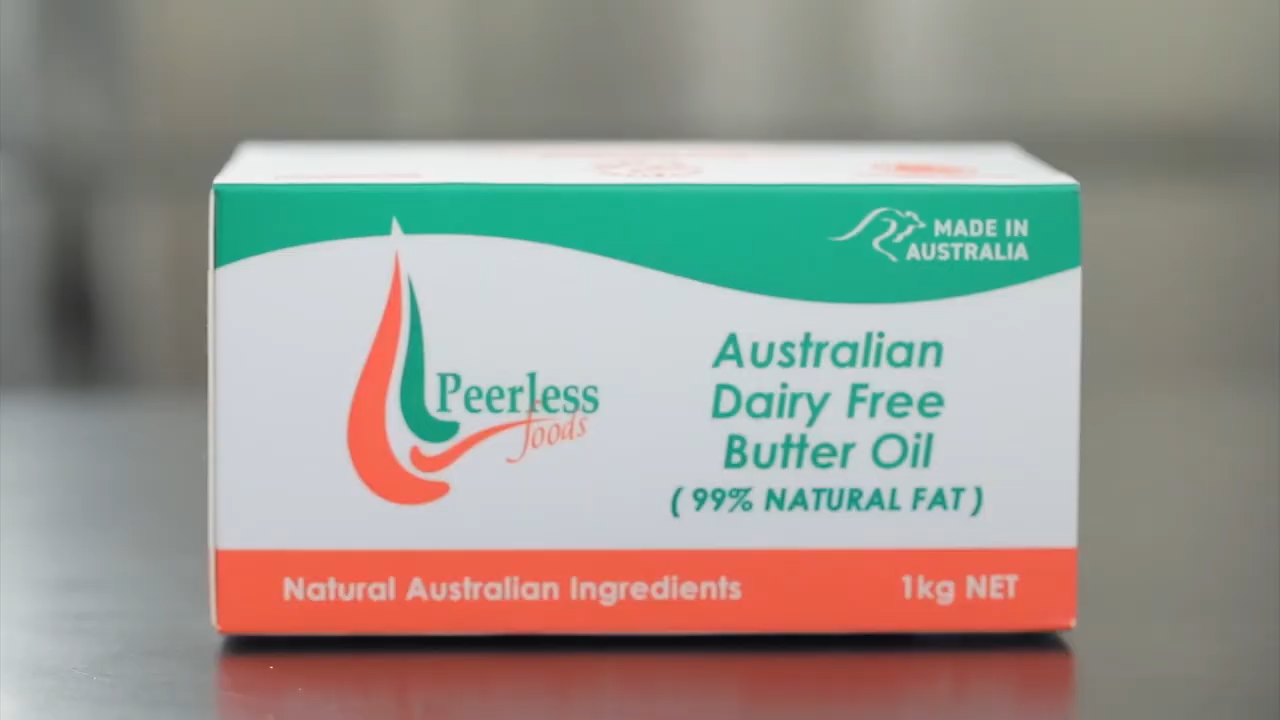 MADE IN
AUSTRALIA
Peerless
foods
Australian
Dairy Free
Butter Oil
( 99% NATURAL FAT )
Natural Australian Ingredients
1kg NET